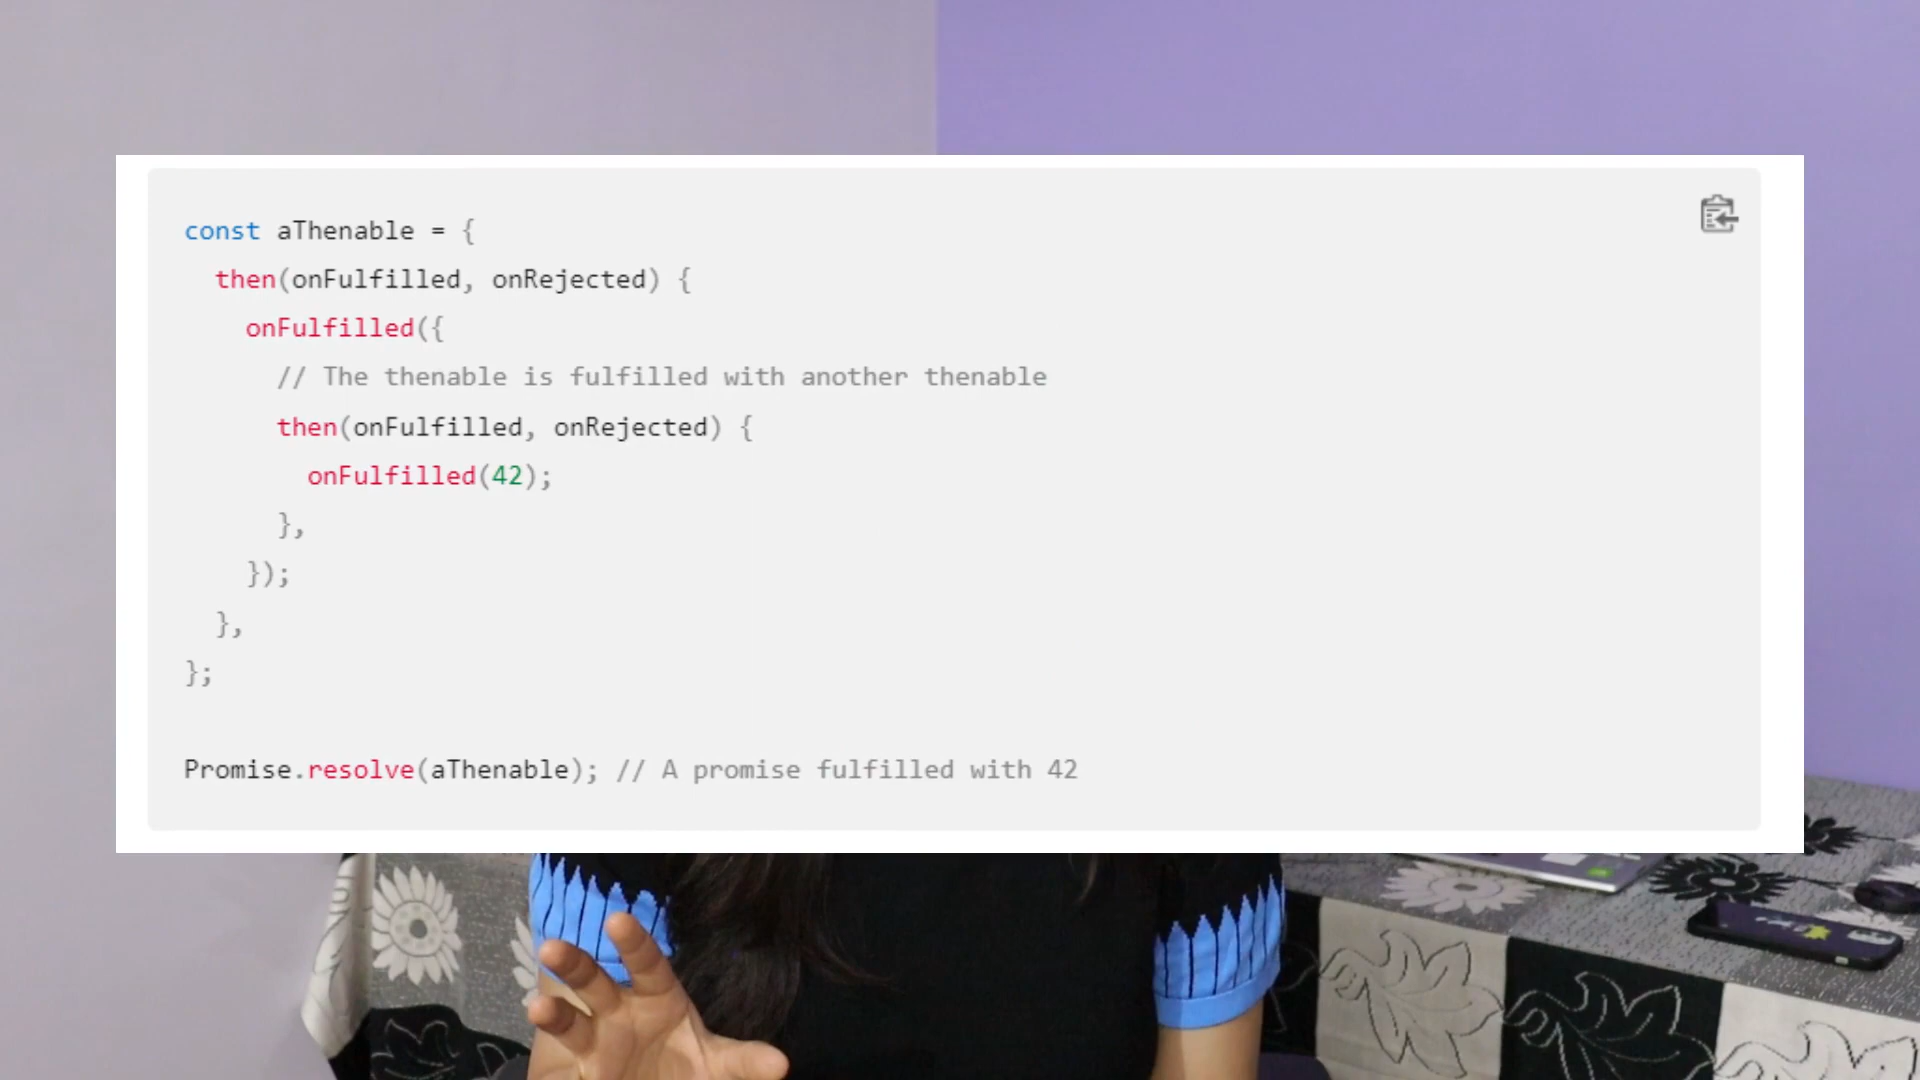 const aThenable = {
then(onFulfilled, onRejected) {
onFulfilled({
// The thenable is fulfilled with another thenable
then(onFulfilled, onRejected) {
onFulfilled(42);
},
});
},
};
Promise.resolve(aThenable); // A promise fulfilled with 42